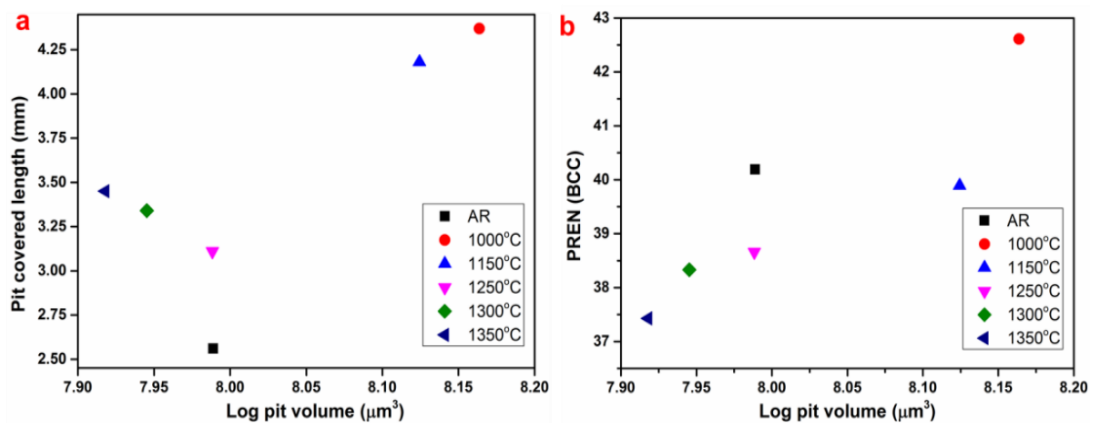 a
Pit covered length (mm)
4.25
4.00
3.75
3.50
3.25
3.00
2.75
2.50
7.90 7.95 8.00 8.05 8.10 8.15 8.20
Log pit volume (μm³)
AR
1000°C
1150°C
1250°C
1300°C
1350°C
b
PREN (BCC)
43
42
41
40
39
38
37
7.90 7.95 8.00 8.05 8.10 8.15 8.20
Log pit volume (μm³)
AR
1000°C
1150°C
1250°C
1300°C
1350°C